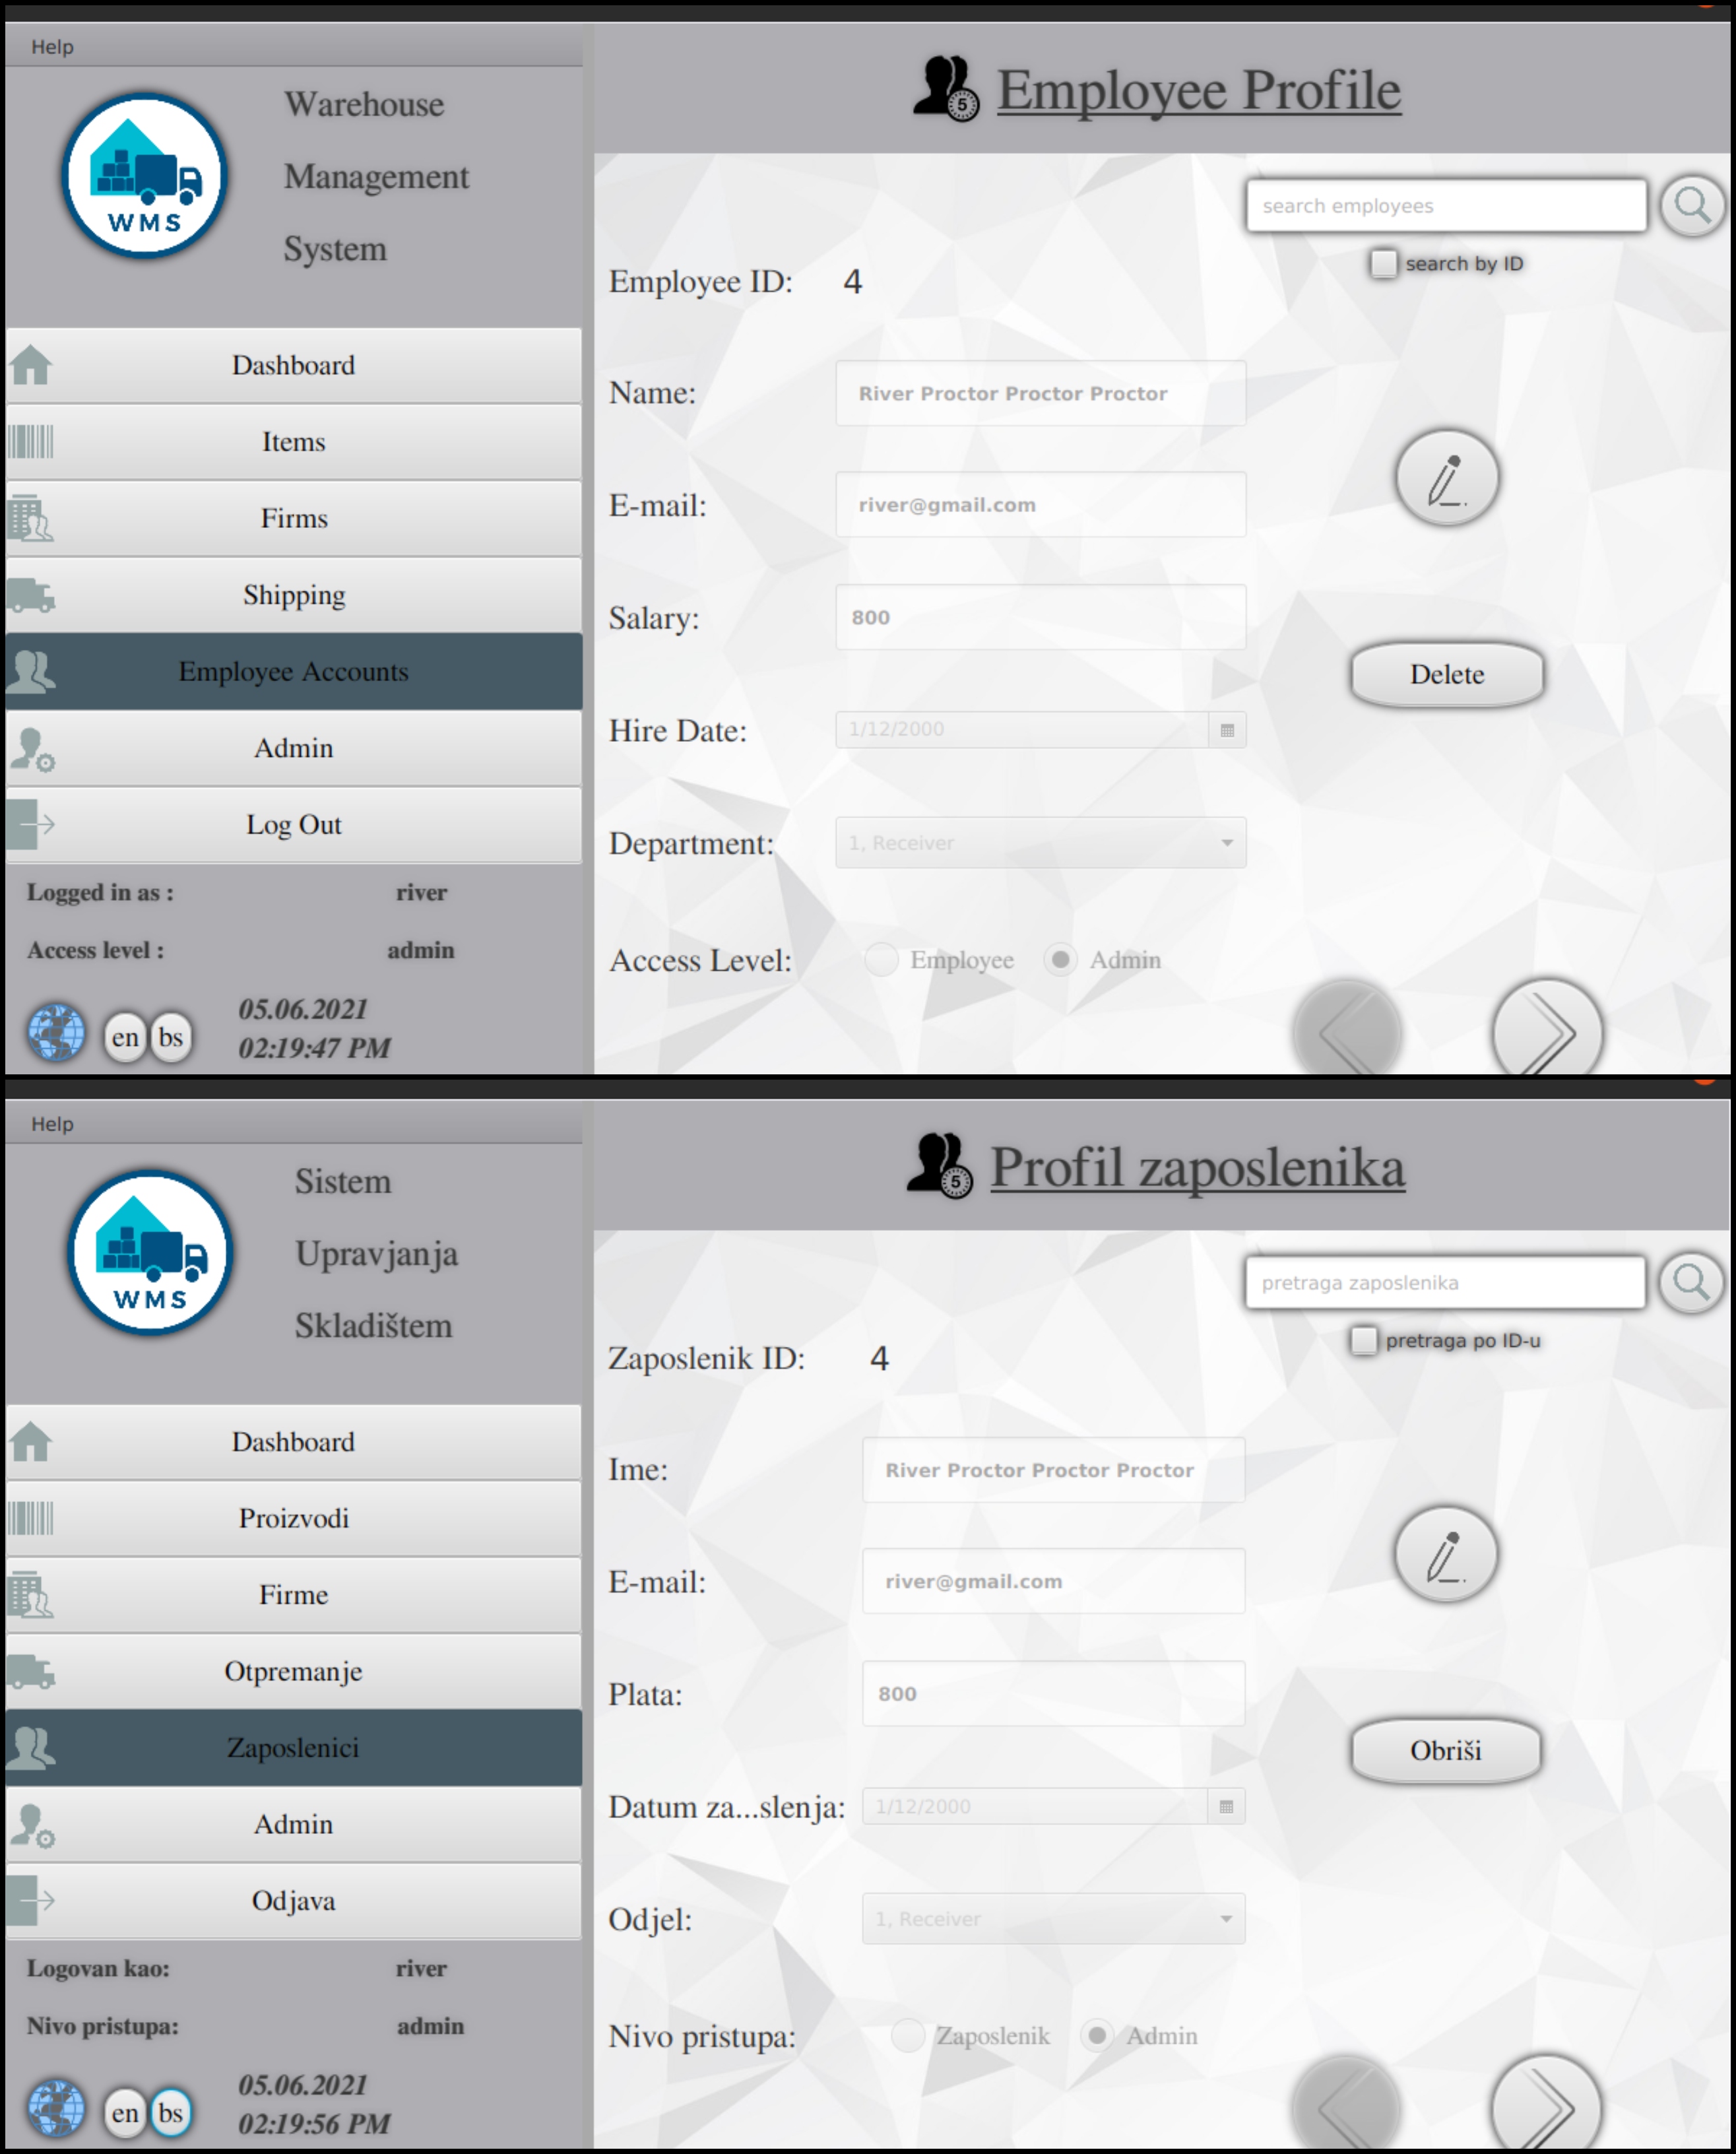 Help
WMS
Warehouse
Management
System
Dashboard
Items
Firms
Shipping
Employee Accounts
Admin
Log Out
Logged in as : river
Access level : admin
en bs
05.06.2021
02:19:47 PM
5
Employee Profile
search employees
search by ID
Employee ID: 4
Name: River Proctor Proctor Proctor
E-mail: river@gmail.com
Salary: 800
Delete
Hire Date: 1/12/2000
Department: 1, Receiver
Access Level: Employee Admin
Help
WMS
Sistem
Upravjanja
Skladištem
Dashboard
Proizvodi
Firme
Otpremanje
Zaposlenici
Admin
Odjava
Logovan kao: river
Nivo pristupa: admin
en bs
05.06.2021
02:19:56 PM
5
Profil zaposlenika
pretraga zaposlenika
pretraga po ID-u
Zaposlenik ID: 4
Ime: River Proctor Proctor Proctor
E-mail: river@gmail.com
Plata: 800
Obriši
Datum za...slenja: 1/12/2000
Odjel: 1, Receiver
Nivo pristupa: Zaposlenik Admin